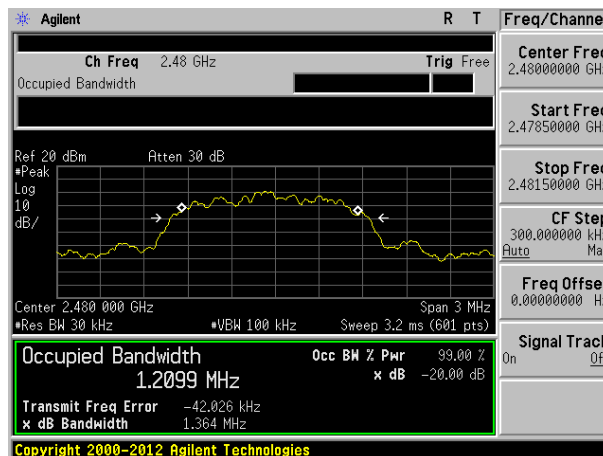 Agilent R T Freq/Channe
Ch Freq 2.48 GHz Trig Free
Occupied Bandwidth
Center Fre
2.48000000 GH
Start Fre
2.47850000 GH
Stop Fre
2.48150000 GH
CF Ste
300.000000 kH
Auto Ma
Freq Offse
0.00000000 H
Signal Trac
On Of
Ref 20 dBm Atten 30 dB
#Peak
Log
10
dB/
Center 2.480 000 GHz Span 3 MHz
#Res BW 30 kHz #VBW 100 kHz Sweep 3.2 ms (601 pts)
Occupied Bandwidth Occ BW % Pwr 99.00 %
1.2099 MHz x dB -20.00 dB
Transmit Freq Error -42.026 kHz
x dB Bandwidth 1.364 MHz
Copyright 2000-2012 Agilent Technologies